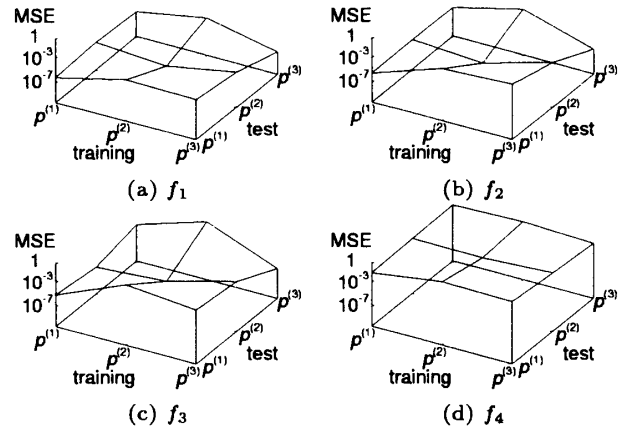 MSE
1
10⁻³
10⁻⁷
p⁽¹⁾
p⁽²⁾
training
p⁽³⁾
p⁽¹⁾
p⁽²⁾
test
p⁽³⁾
(a) f₁
MSE
1
10⁻³
10⁻⁷
p⁽¹⁾
p⁽²⁾
training
p⁽³⁾
p⁽¹⁾
p⁽²⁾
test
p⁽³⁾
(b) f₂
MSE
1
10⁻³
10⁻⁷
p⁽¹⁾
p⁽²⁾
training
p⁽³⁾
p⁽¹⁾
p⁽²⁾
test
p⁽³⁾
(c) f₃
MSE
1
10⁻³
10⁻⁷
p⁽¹⁾
p⁽²⁾
training
p⁽³⁾
p⁽¹⁾
p⁽²⁾
test
p⁽³⁾
(d) f₄